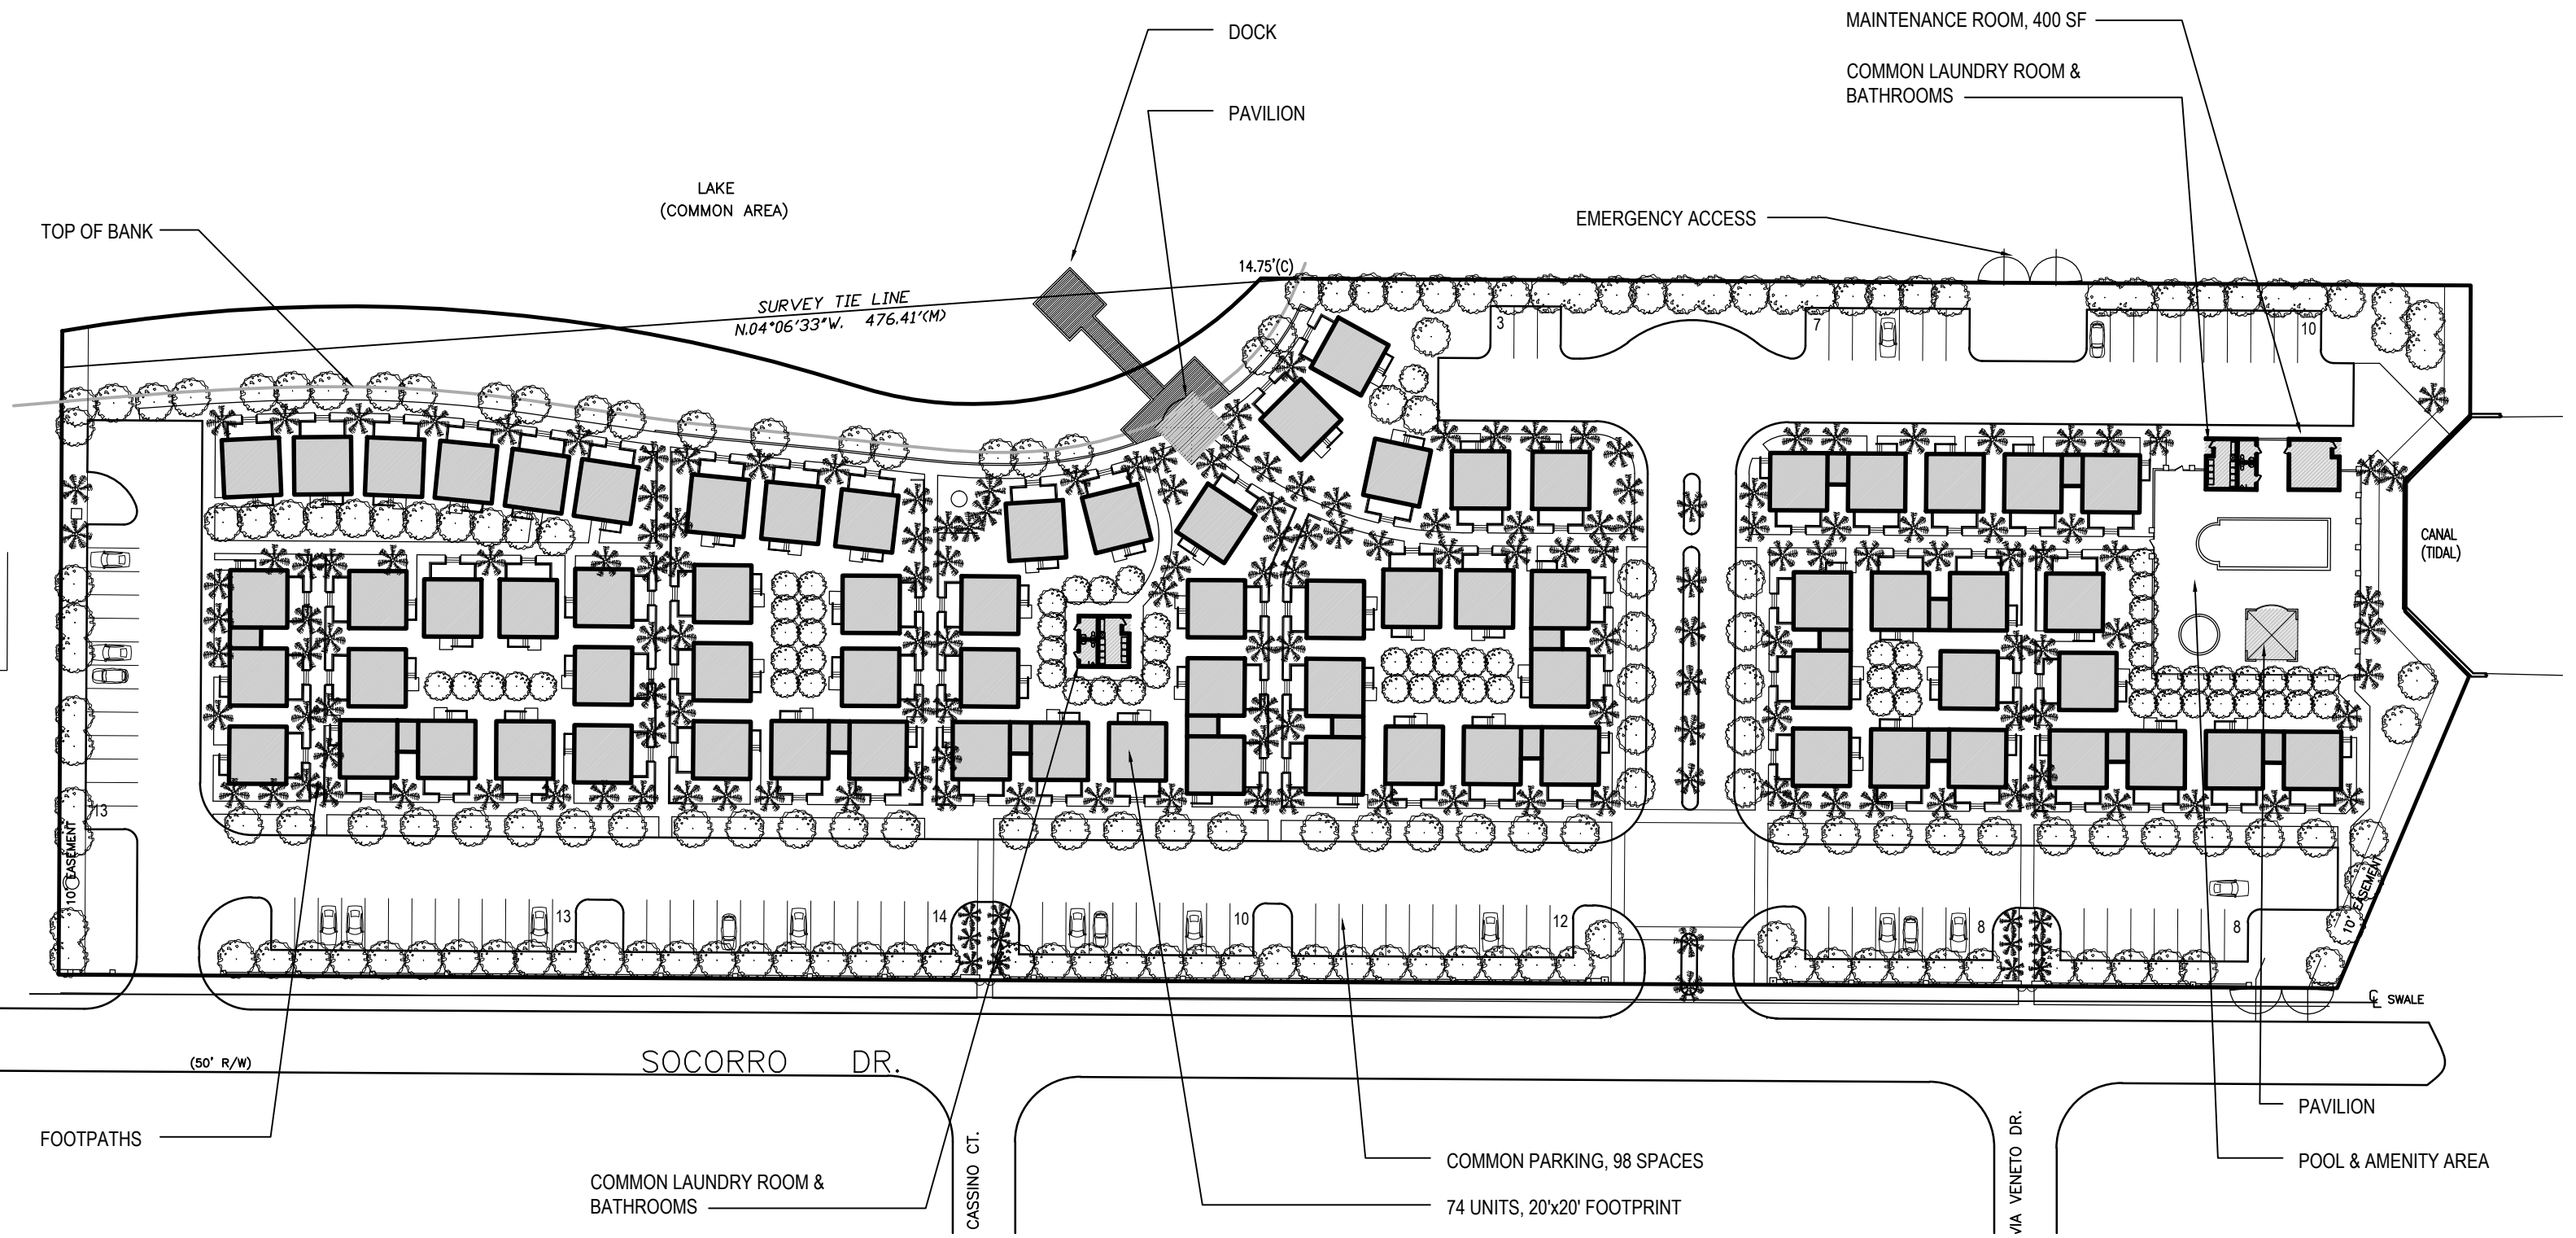 MAINTENANCE ROOM, 400 SF
DOCK
COMMON LAUNDRY ROOM &
BATHROOMS
PAVILION
LAKE
(COMMON AREA)
EMERGENCY ACCESS
TOP OF BANK
14.75'(C)
SURVEY TIE LINE
N.04°06'33"W. 476.41'(M)
3
7
10
CANAL
(TIDAL)
13
10' EASEMENT
13
14
10
12
8
8
10' EASEMENT
SWALE
SOCORRO DR.
(50' R/W)
FOOTPATHS
CASSINO CT.
VIA VENETO DR.
PAVILION
COMMON PARKING, 98 SPACES
POOL & AMENITY AREA
COMMON LAUNDRY ROOM &
BATHROOMS
74 UNITS, 20'x20' FOOTPRINT